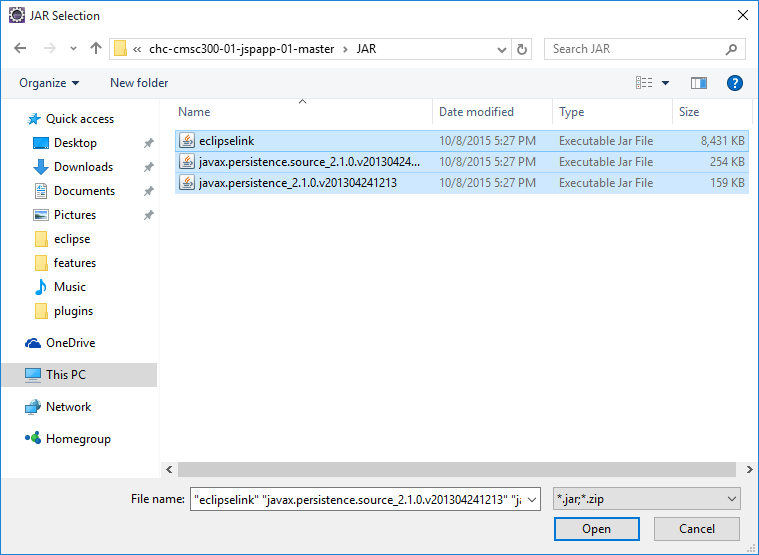 JAR Selection
« chc-cmsc300-01-jspapp-01-master > JAR
Search JAR
Organize
New folder
?
Name Date modified Type Size
Quick access
Desktop
Downloads
Documents
Pictures
eclipse
features
Music
plugins
OneDrive
This PC
Network
Homegroup
eclipselink 10/8/2015 5:27 PM Executable Jar File 8,431 KB
javax.persistence.source_2.1.0.v20130424... 10/8/2015 5:27 PM Executable Jar File 254 KB
javax.persistence_2.1.0.v201304241213 10/8/2015 5:27 PM Executable Jar File 159 KB
File name: "eclipselink" "javax.persistence.source_2.1.0.v201304241213" "ja
*.jar;*.zip
Open
Cancel